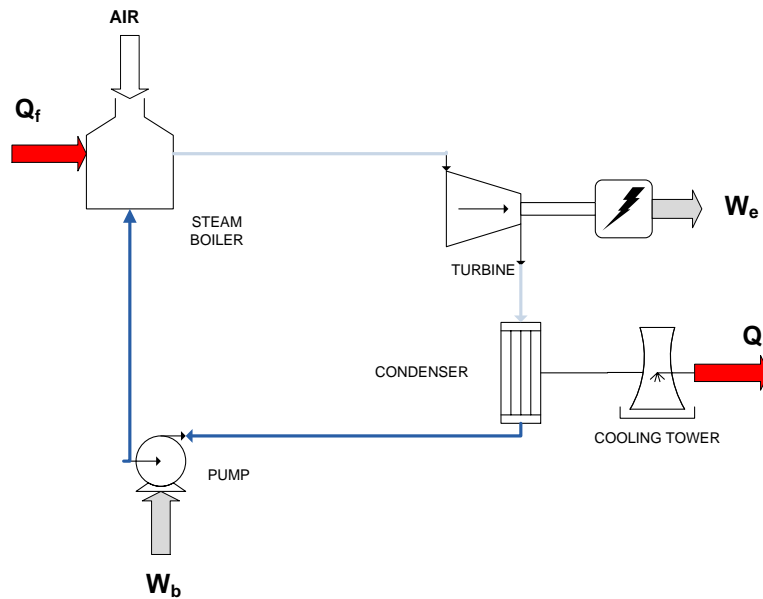 AIR
Qf
STEAM
BOILER
We
TURBINE
Q
CONDENSER
COOLING TOWER
PUMP
Wb